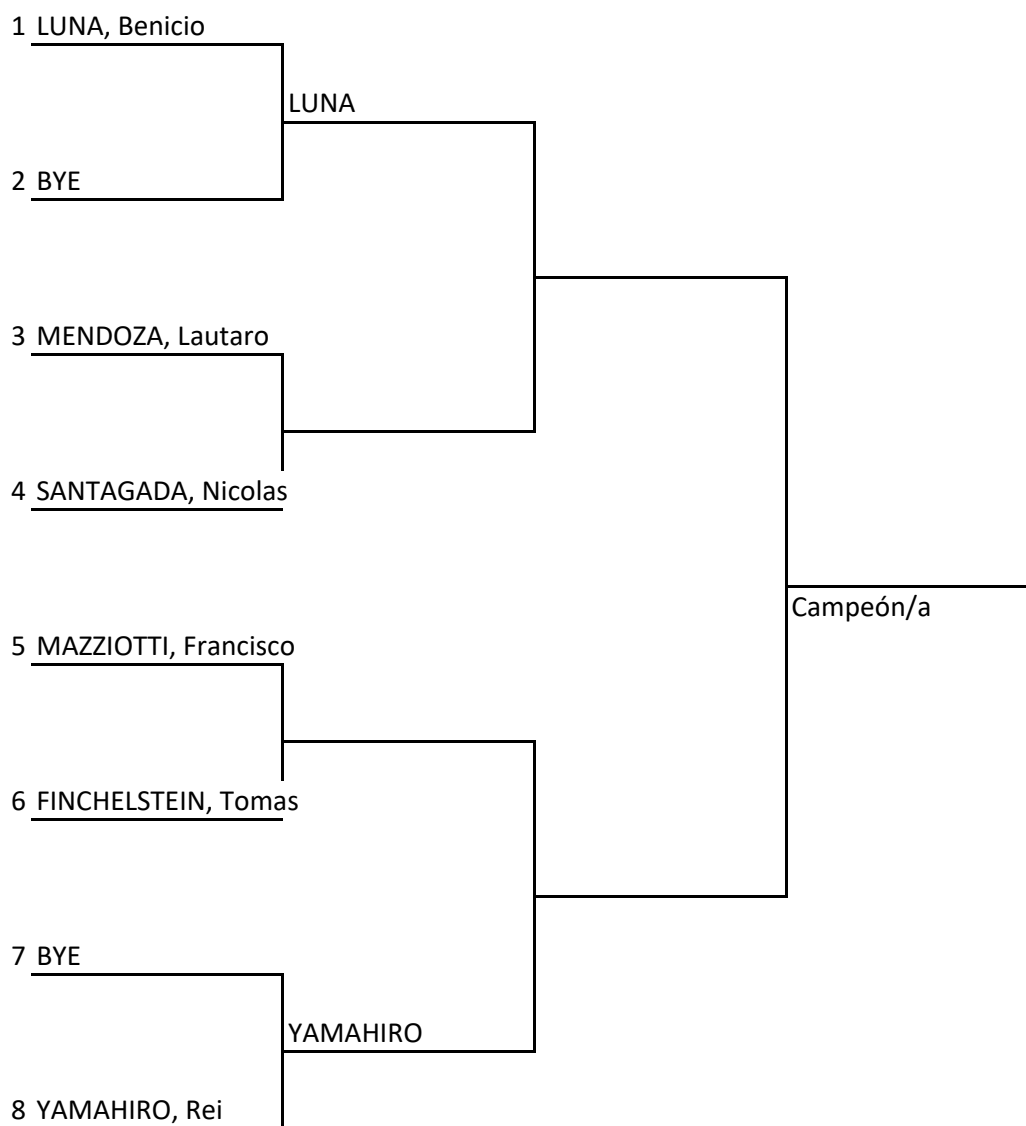 1 LUNA, Benicio
LUNA
2 BYE
3 MENDOZA, Lautaro
4 SANTAGADA, Nicolas
Campeón/a
5 MAZZIOTTI, Francisco
6 FINCHELSTEIN, Tomas
7 BYE
YAMAHIRO
8 YAMAHIRO, Rei